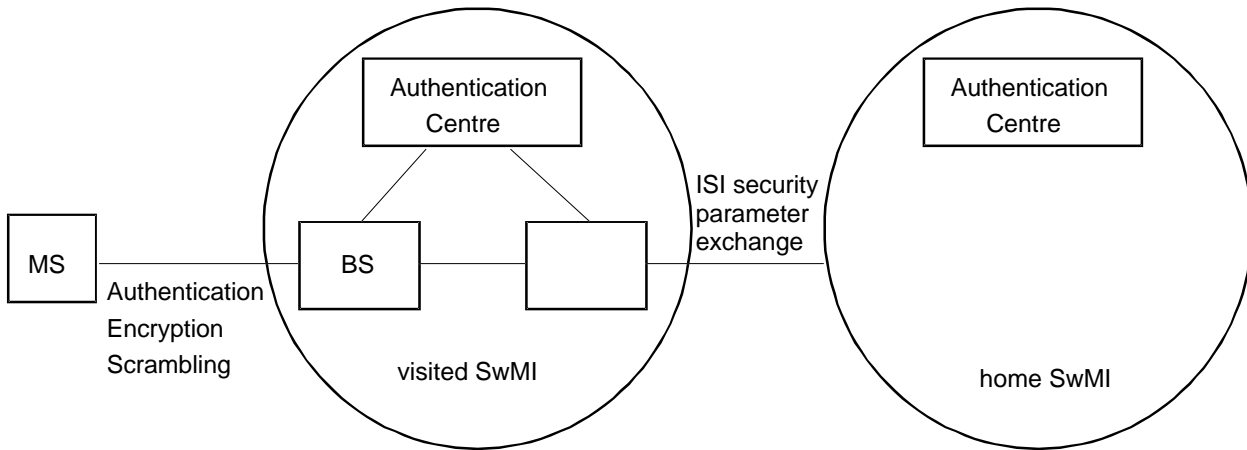 Authentication
Centre
Authentication
Centre
ISI security
parameter
exchange
MS
BS
Authentication
Encryption
Scrambling
visited SwMI
home SwMI